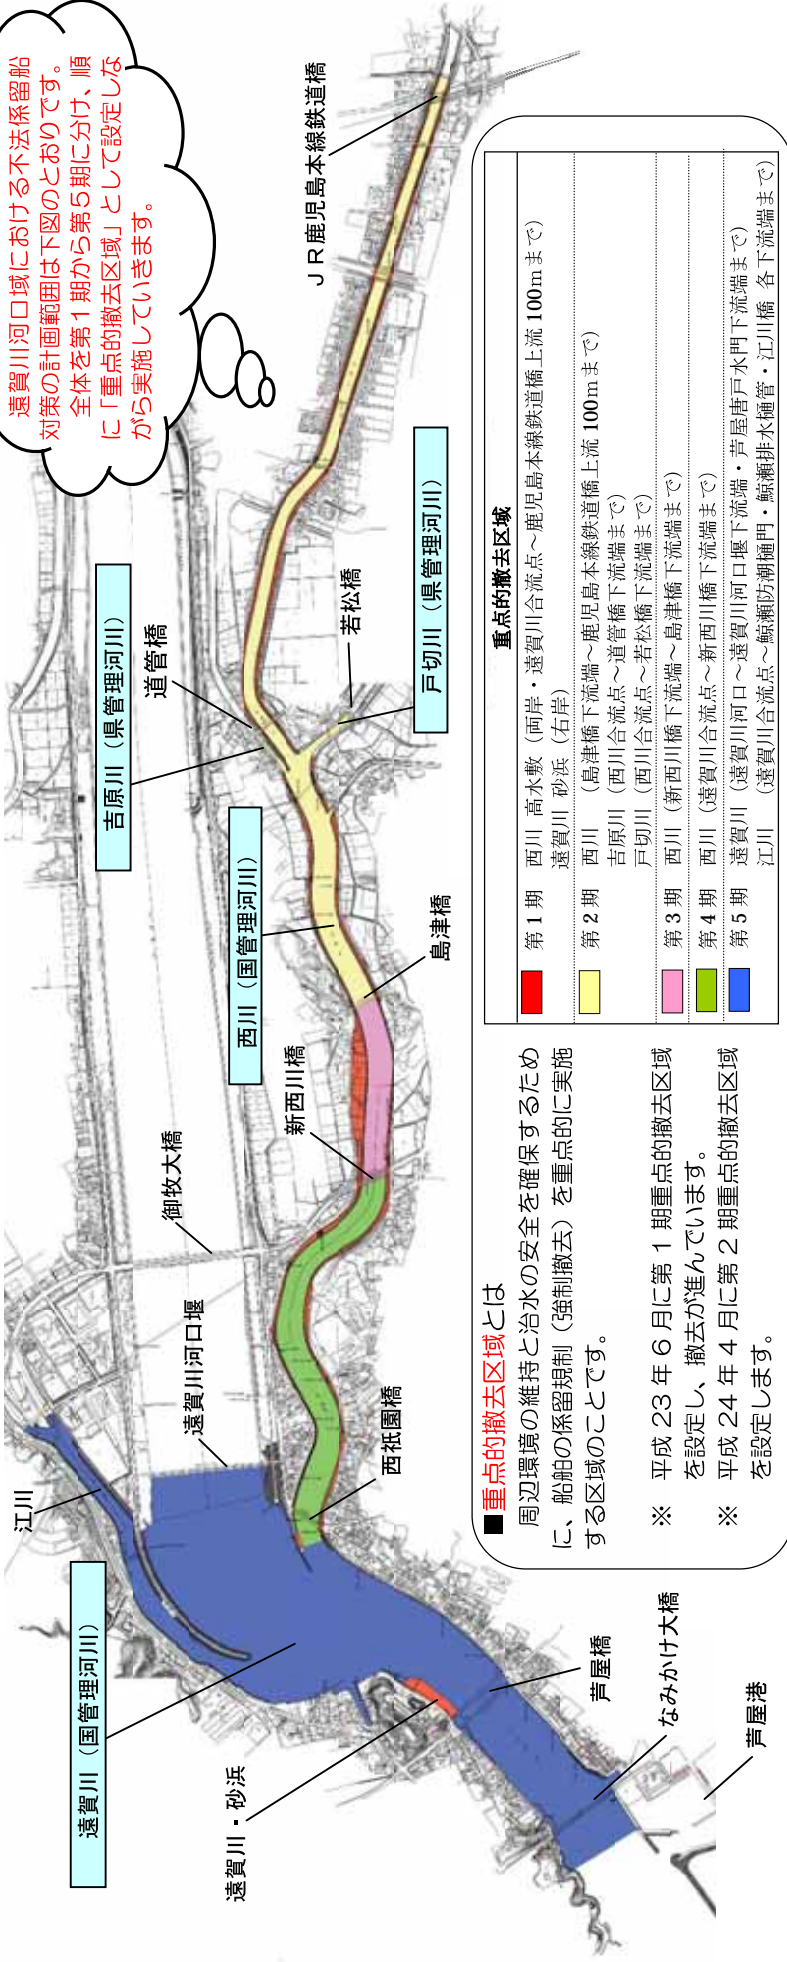 遠賀川河口域における不法係留船
対策の計画範囲は下図のとおりです。
全体を第1期から第5期に分け、順
に「重点的撤去区域」として設定しな
がら実施していきます。
江川
遠賀川（国管理河川）
遠賀川・砂浜
遠賀川河口堰
御牧大橋
西祇園橋
新西川橋
西川（国管理河川）
島津橋
吉原川（県管理河川）
道管橋
若松橋
戸切川（県管理河川）
ＪＲ鹿児島本線鉄道橋
芦屋橋
なみかけ大橋
芦屋港
■重点的撤去区域とは
周辺環境の維持と治水の安全を確保するため
に、船舶の係留規制（強制撤去）を重点的に実施
する区域のことです。
※ 平成 23 年 6 月に第 1 期重点的撤去区域
を設定し、撤去が進んでいます。
※ 平成 24 年 4 月に第 2 期重点的撤去区域
を設定します。
重点的撤去区域
第 1 期 西川 高水敷（両岸・遠賀川合流点～鹿児島本線鉄道橋上流 100ｍまで）
遠賀川 砂浜（右岸）
第 2 期 西川 （島津橋下流端～鹿児島本線鉄道橋上流 100ｍまで）
吉原川（西川合流点～道管橋下流端まで）
戸切川（西川合流点～若松橋下流端まで）
第 3 期 西川（新西川橋下流端～島津橋下流端まで）
第 4 期 西川（遠賀川合流点～新西川橋下流端まで）
第 5 期 遠賀川（遠賀川河口～遠賀川河口堰下流端・芦屋唐戸水門下流端まで）
江川 （遠賀川合流点～鯨瀬防潮樋門・鯨瀬排水樋管・江川橋 各下流端まで）